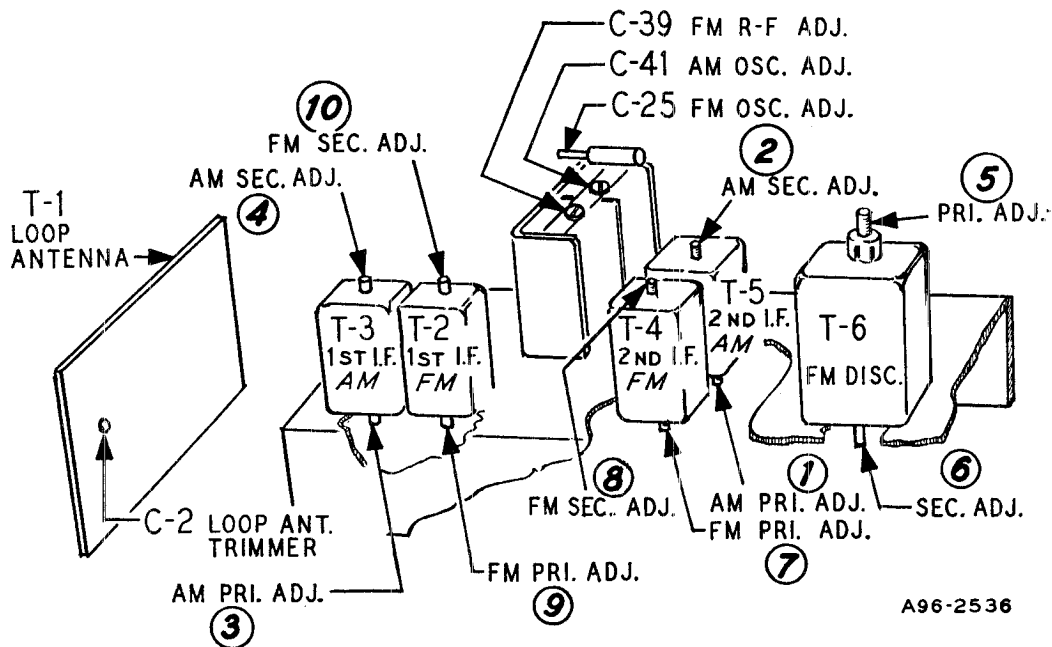 C-39 FM R-F ADJ.
C-41 AM OSC. ADJ.
C-25 FM OSC. ADJ.
10
FM SEC. ADJ.
2
AM SEC. ADJ.
AM SEC. ADJ.
4
5
PRI. ADJ.
T-1
LOOP
ANTENNA
T-3
1ST I.F.
AM
T-2
1ST I.F.
FM
T-4
2ND I.F.
FM
T-5
2ND I.F.
AM
T-6
FM DISC.
8
FM SEC. ADJ.
1
AM PRI. ADJ.
FM PRI. ADJ.
7
6
SEC. ADJ.
C-2 LOOP ANT.
TRIMMER
AM PRI. ADJ.
3
FM PRI. ADJ.
9
A96-2536